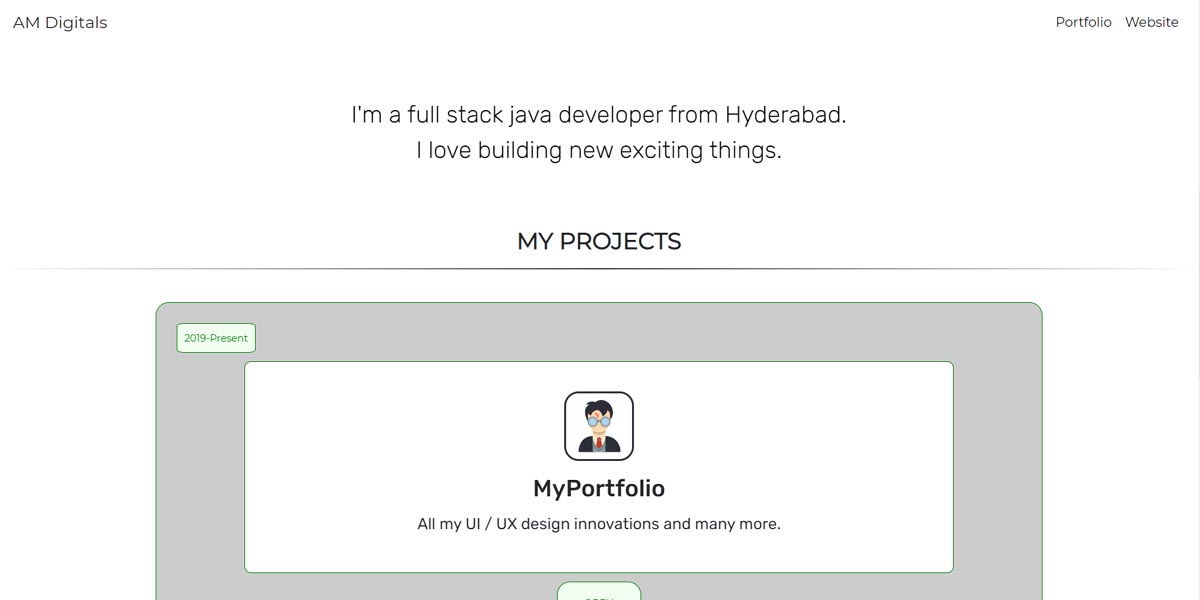 AM Digitals
Portfolio Website
I'm a full stack java developer from Hyderabad.
I love building new exciting things.
MY PROJECTS
2019-Present
MyPortfolio
All my UI / UX design innovations and many more.